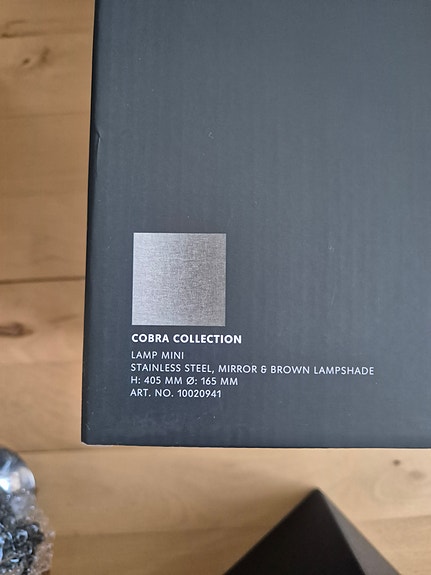 COBRA COLLECTION
LAMP MINI
STAINLESS STEEL, MIRROR & BROWN LAMPSHADE
H: 405 MM Ø: 165 MM
ART. NO. 10020941